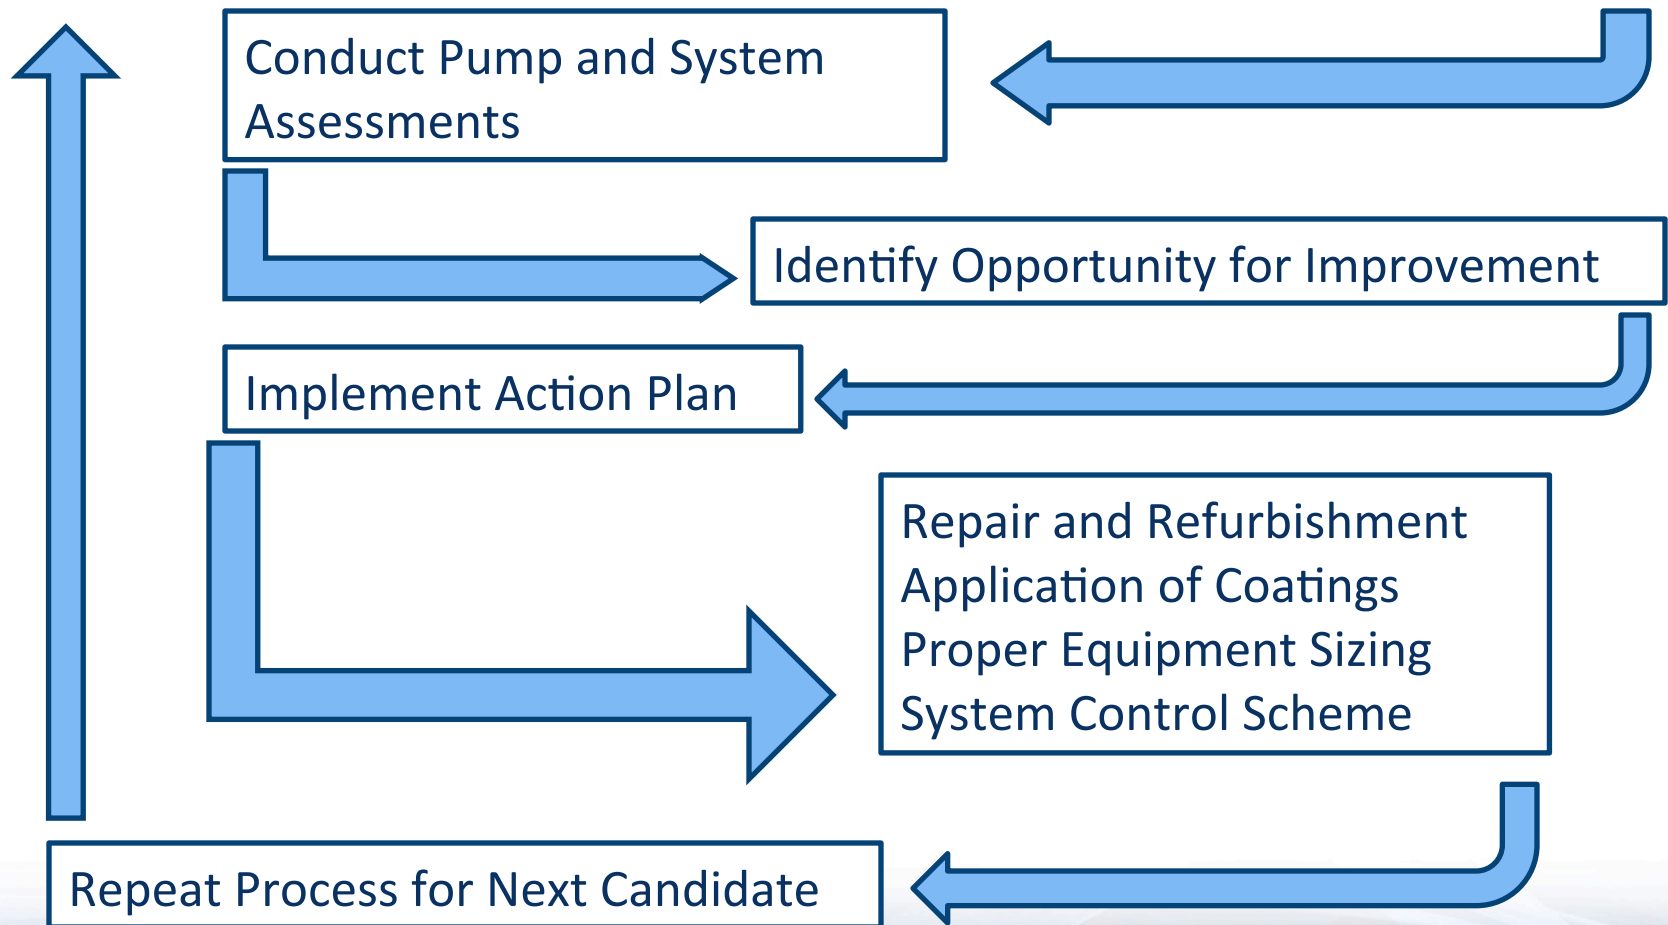 Conduct Pump and System
Assessments
Identify Opportunity for Improvement
Implement Action Plan
Repair and Refurbishment
Application of Coatings
Proper Equipment Sizing
System Control Scheme
Repeat Process for Next Candidate